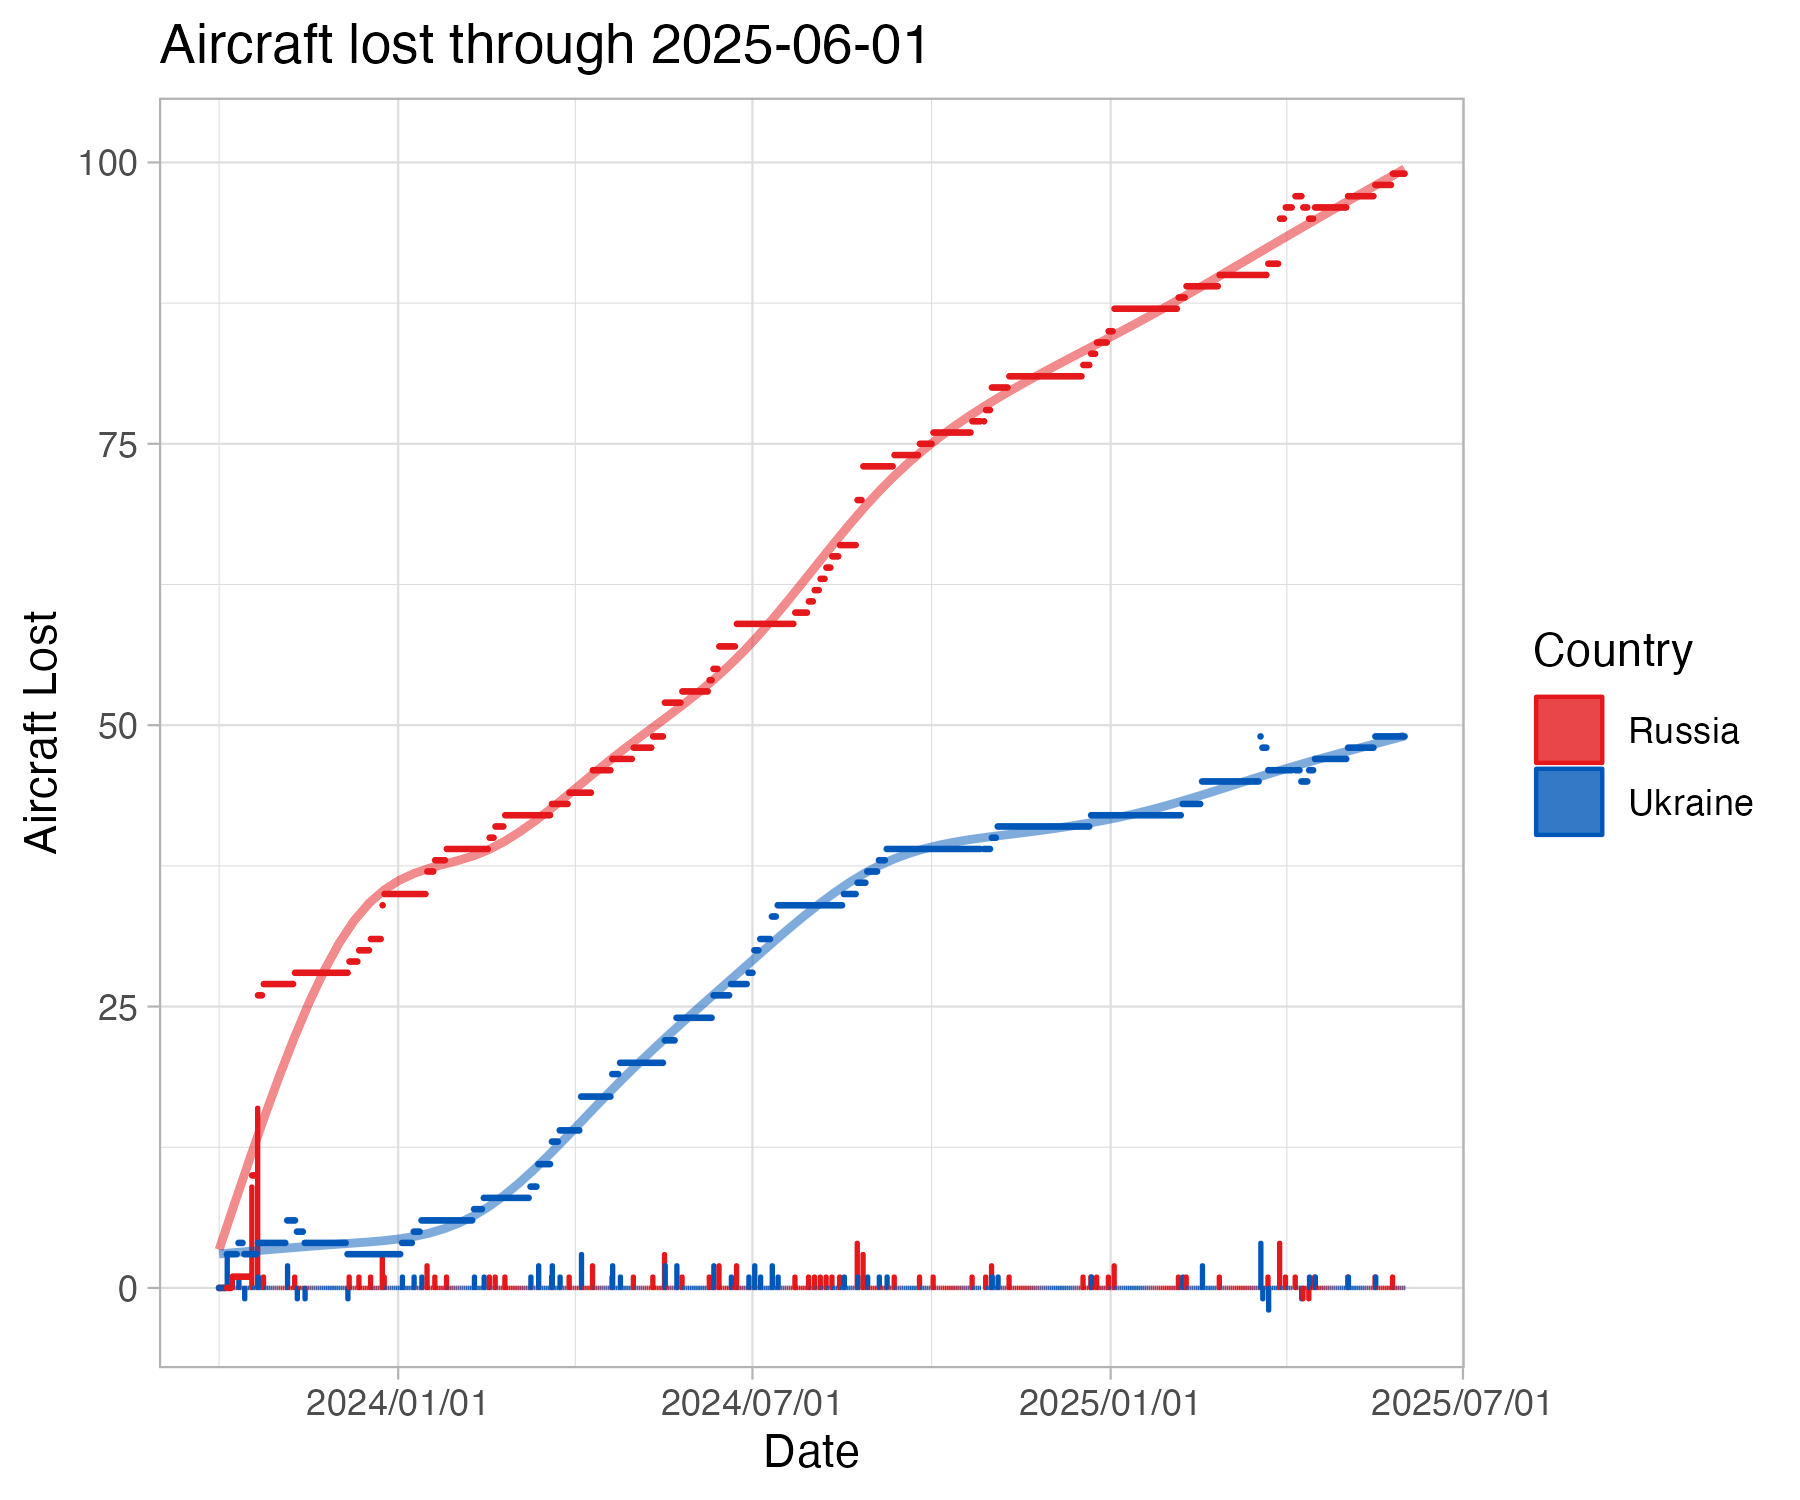 Aircraft lost through 2025-06-01
Aircraft Lost
100
75
50
25
0
2024/01/01
2024/07/01
2025/01/01
2025/07/01
Date
Country
Russia
Ukraine